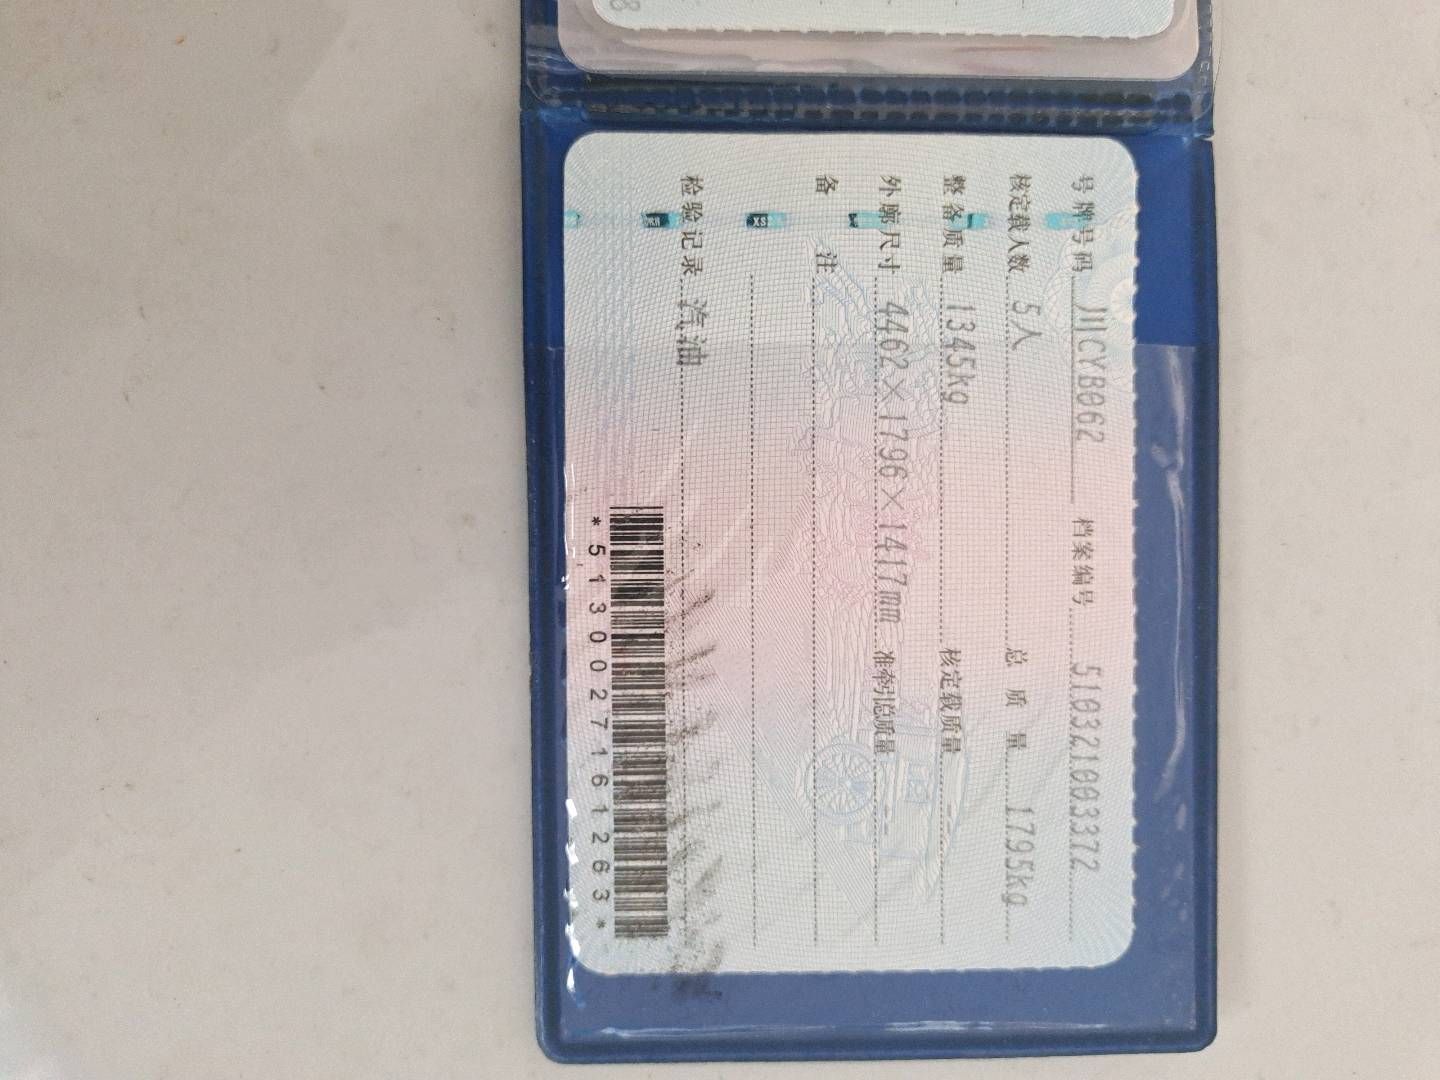 号牌号码 川CYB062 档案编号 510321003372
核定载人数 5人 总质量 1795kg
整备质量 1345kg 核定载质量 --
外廓尺寸 4462×1796×1417mm 准牵引总质量 --
备注
检验记录 汽油
*5130027161263*